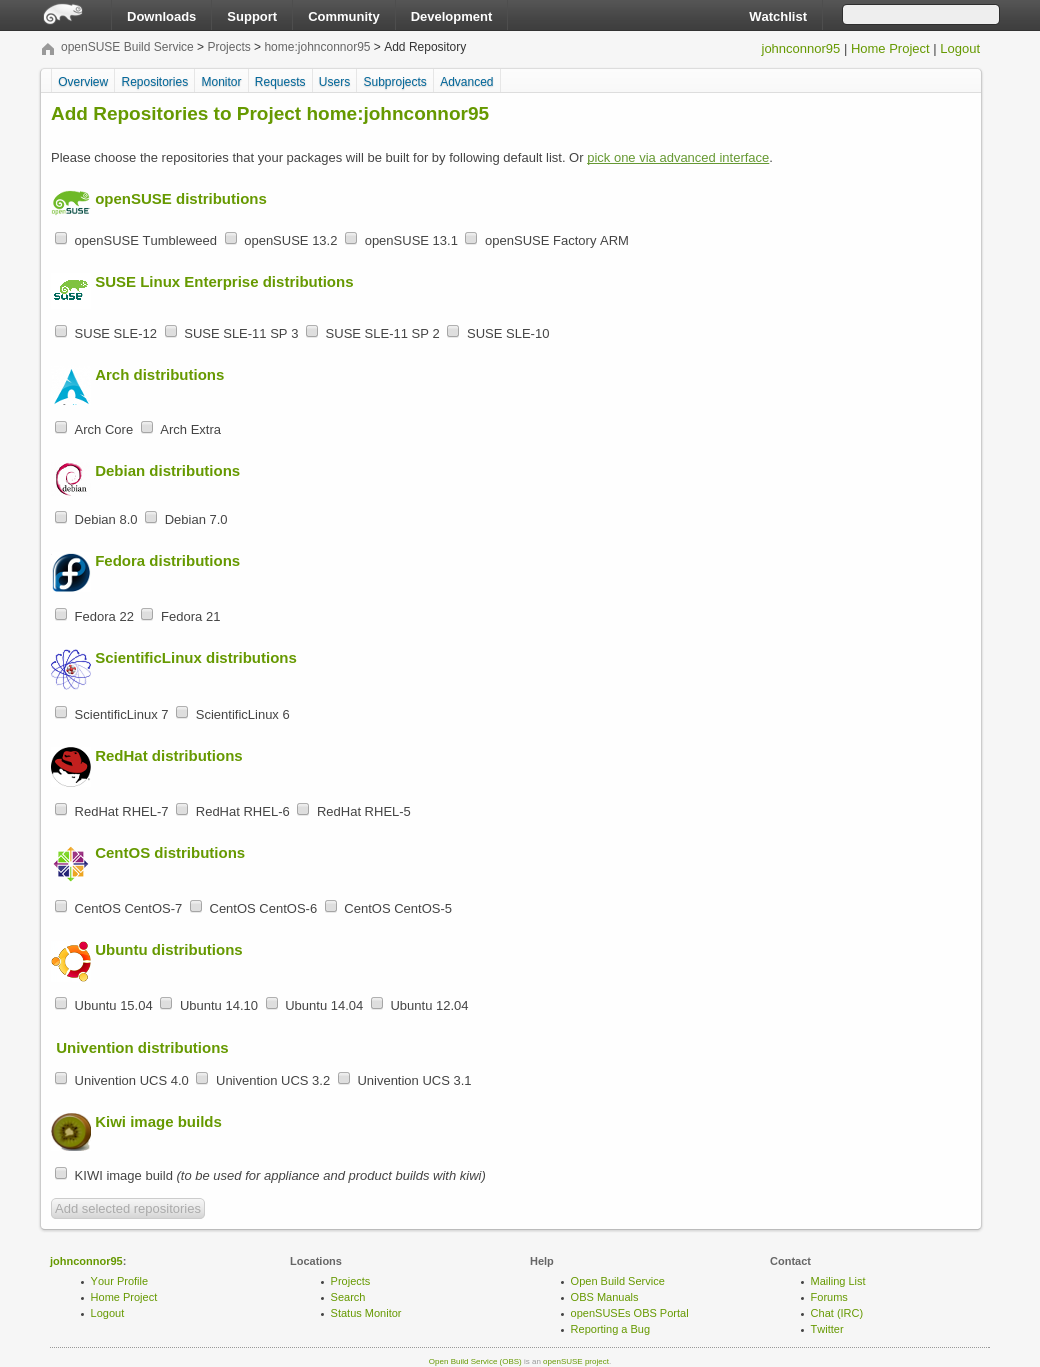 Downloads Support Community Development Watchlist
openSUSE Build Service > Projects > home:johnconnor95 > Add Repository
johnconnor95 | Home Project | Logout
Overview Repositories Monitor Requests Users Subprojects Advanced
Add Repositories to Project home:johnconnor95
Please choose the repositories that your packages will be built for by following default list. Or pick one via advanced interface.
openSUSE distributions
openSUSE
openSUSE Tumbleweed openSUSE 13.2 openSUSE 13.1 openSUSE Factory ARM
SUSE Linux Enterprise distributions
suse
SUSE SLE-12 SUSE SLE-11 SP 3 SUSE SLE-11 SP 2 SUSE SLE-10
Arch distributions
Arch Core Arch Extra
Debian distributions
debian
Debian 8.0 Debian 7.0
Fedora distributions
Fedora 22 Fedora 21
ScientificLinux distributions
ScientificLinux 7 ScientificLinux 6
RedHat distributions
RedHat RHEL-7 RedHat RHEL-6 RedHat RHEL-5
CentOS distributions
CentOS CentOS-7 CentOS CentOS-6 CentOS CentOS-5
Ubuntu distributions
Ubuntu 15.04 Ubuntu 14.10 Ubuntu 14.04 Ubuntu 12.04
Univention distributions
Univention UCS 4.0 Univention UCS 3.2 Univention UCS 3.1
Kiwi image builds
KIWI image build (to be used for appliance and product builds with kiwi)
Add selected repositories
johnconnor95:
Your Profile
Home Project
Logout
Locations
Projects
Search
Status Monitor
Help
Open Build Service
OBS Manuals
openSUSEs OBS Portal
Reporting a Bug
Contact
Mailing List
Forums
Chat (IRC)
Twitter
Open Build Service (OBS) is an openSUSE project.